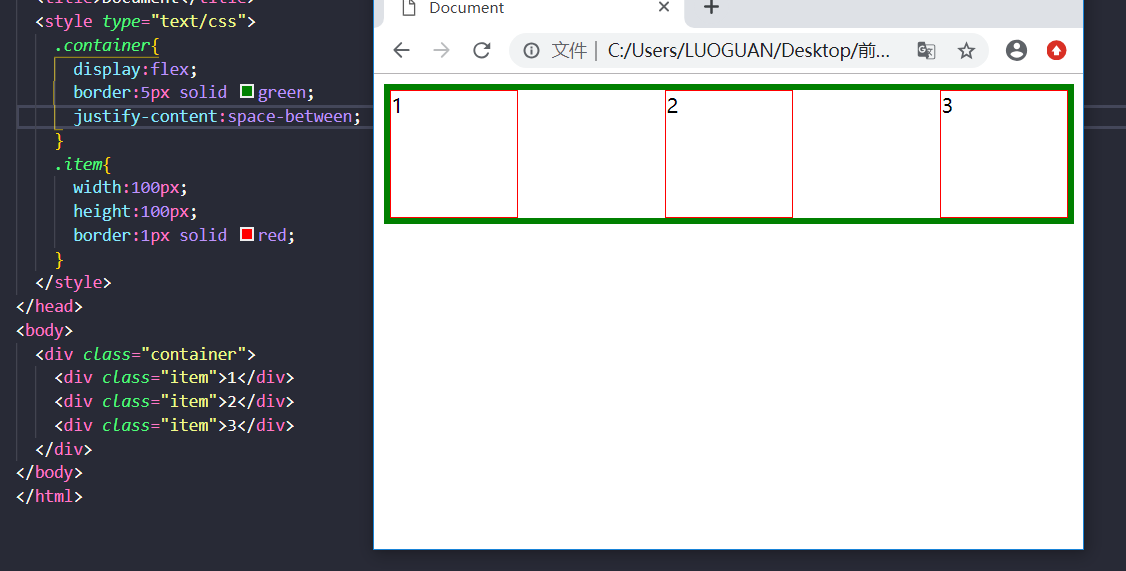 <title>Document</title>
<style type="text/css">
.container{
display:flex;
border:5px solid green;
justify-content:space-between;
}
.item{
width:100px;
height:100px;
border:1px solid red;
}
</style>
</head>
<body>
<div class="container">
<div class="item">1</div>
<div class="item">2</div>
<div class="item">3</div>
</div>
</body>
</html>
Document
文件 | C:/Users/LUOGUAN/Desktop/前...
1 2 3